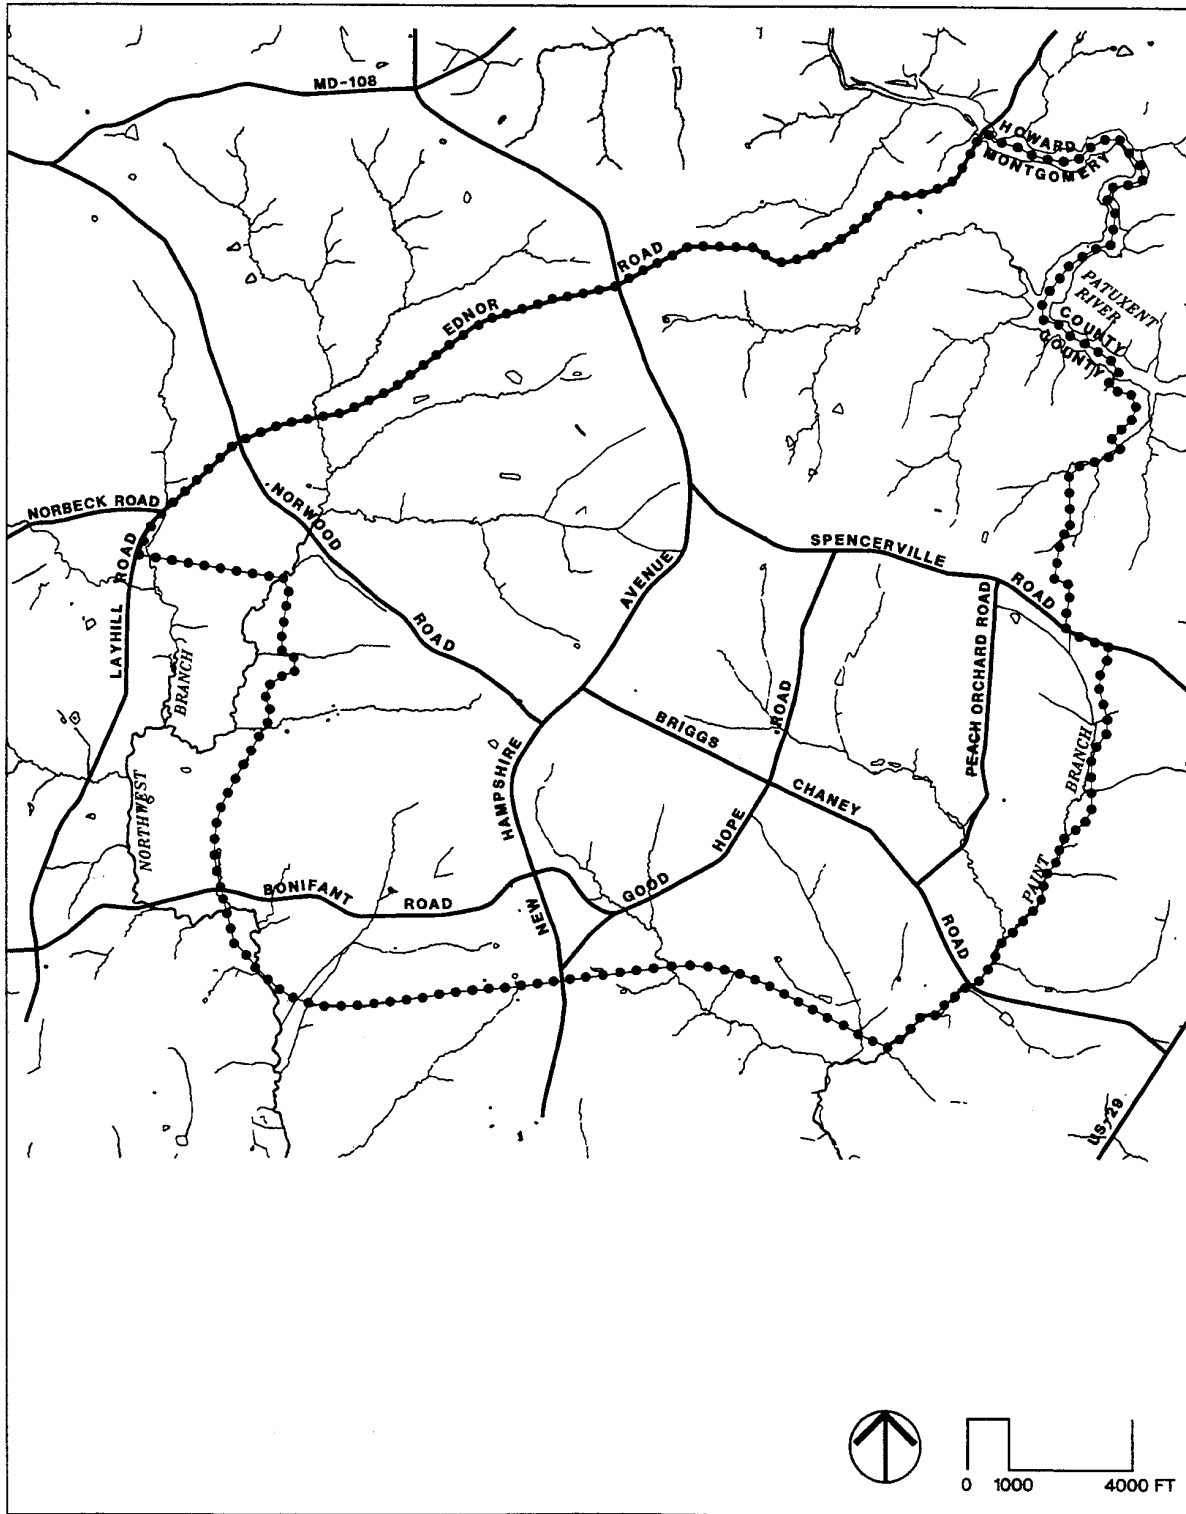 MD-108
HOWARD
MONTGOMERY
EDNOR ROAD
PATUXENT
RIVER
COUNTY
COUNTY
NORBECK ROAD
NORWOOD ROAD
LAYHILL ROAD
AVENUE
SPENCERVILLE ROAD
PEACH ORCHARD ROAD
BRANCH
NORTHWEST
HAMPSHIRE
NEW
BRIGGS CHANEY ROAD
ROAD
HOPE
GOOD
BRANCH
PAINT
BONIFANT ROAD
US-29
0 1000 4000 FT